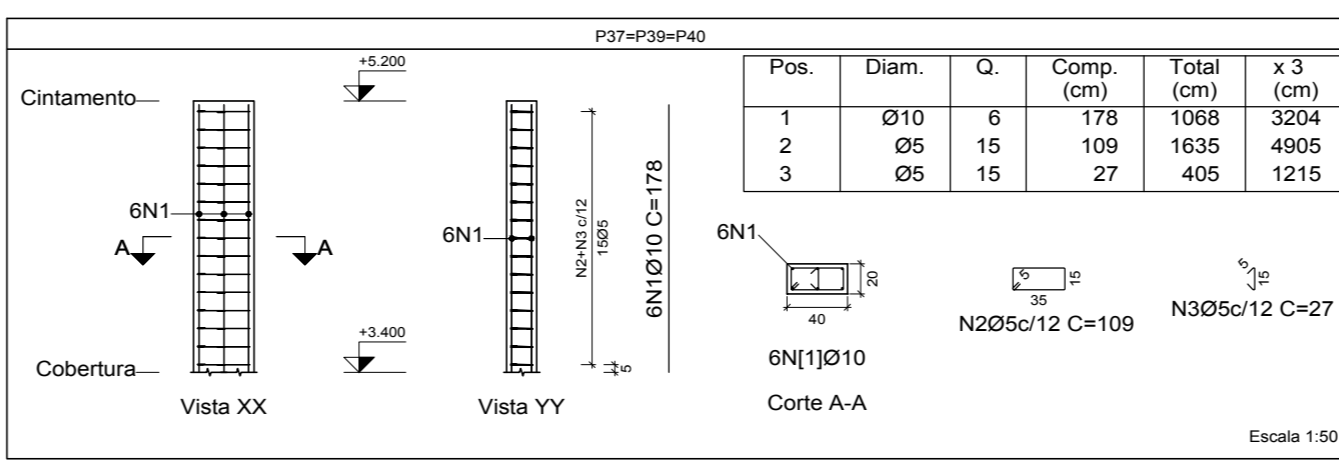 P37=P39=P40
Cintamento
+5.200
6N1
A
A
+3.400
Cobertura
Vista XX
6N1
N2+N3 c/12
15Ø5
5
6N1Ø10 C=178
Vista YY
Pos. Diam. Q. Comp. (cm) Total (cm) x 3 (cm)
1 Ø10 6 178 1068 3204
2 Ø5 15 109 1635 4905
3 Ø5 15 27 405 1215
6N1
20
40
6N[1]Ø10
Corte A-A
5
15
35
N2Ø5c/12 C=109
5
15
N3Ø5c/12 C=27
Escala 1:50